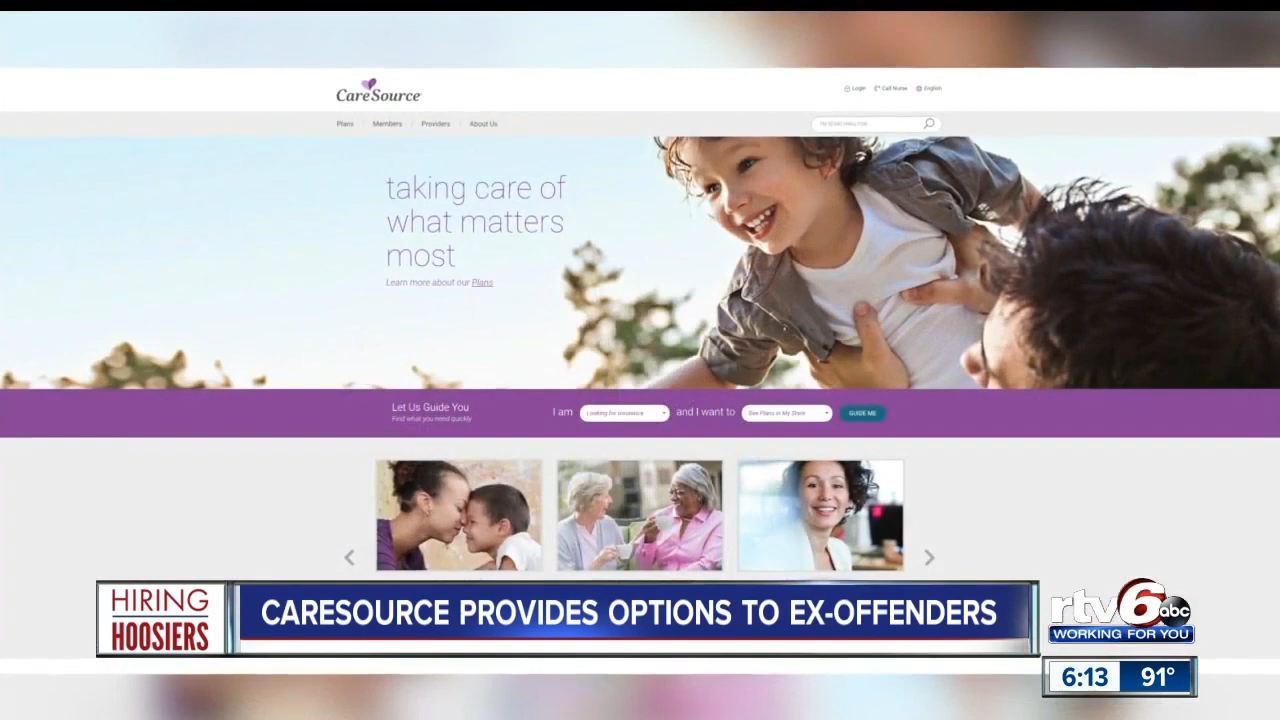 CareSource
Login Call Nurse English
Plans Members Providers About Us
taking care of
what matters
most
Learn more about our Plans
Let Us Guide You
Find what you need quickly
I am Looking for insurance and I want to See Plans in My State GUIDE ME
HIRING
HOOSIERS
CARESOURCE PROVIDES OPTIONS TO EX-OFFENDERS
rtv6 abc
WORKING FOR YOU
6:13 91°